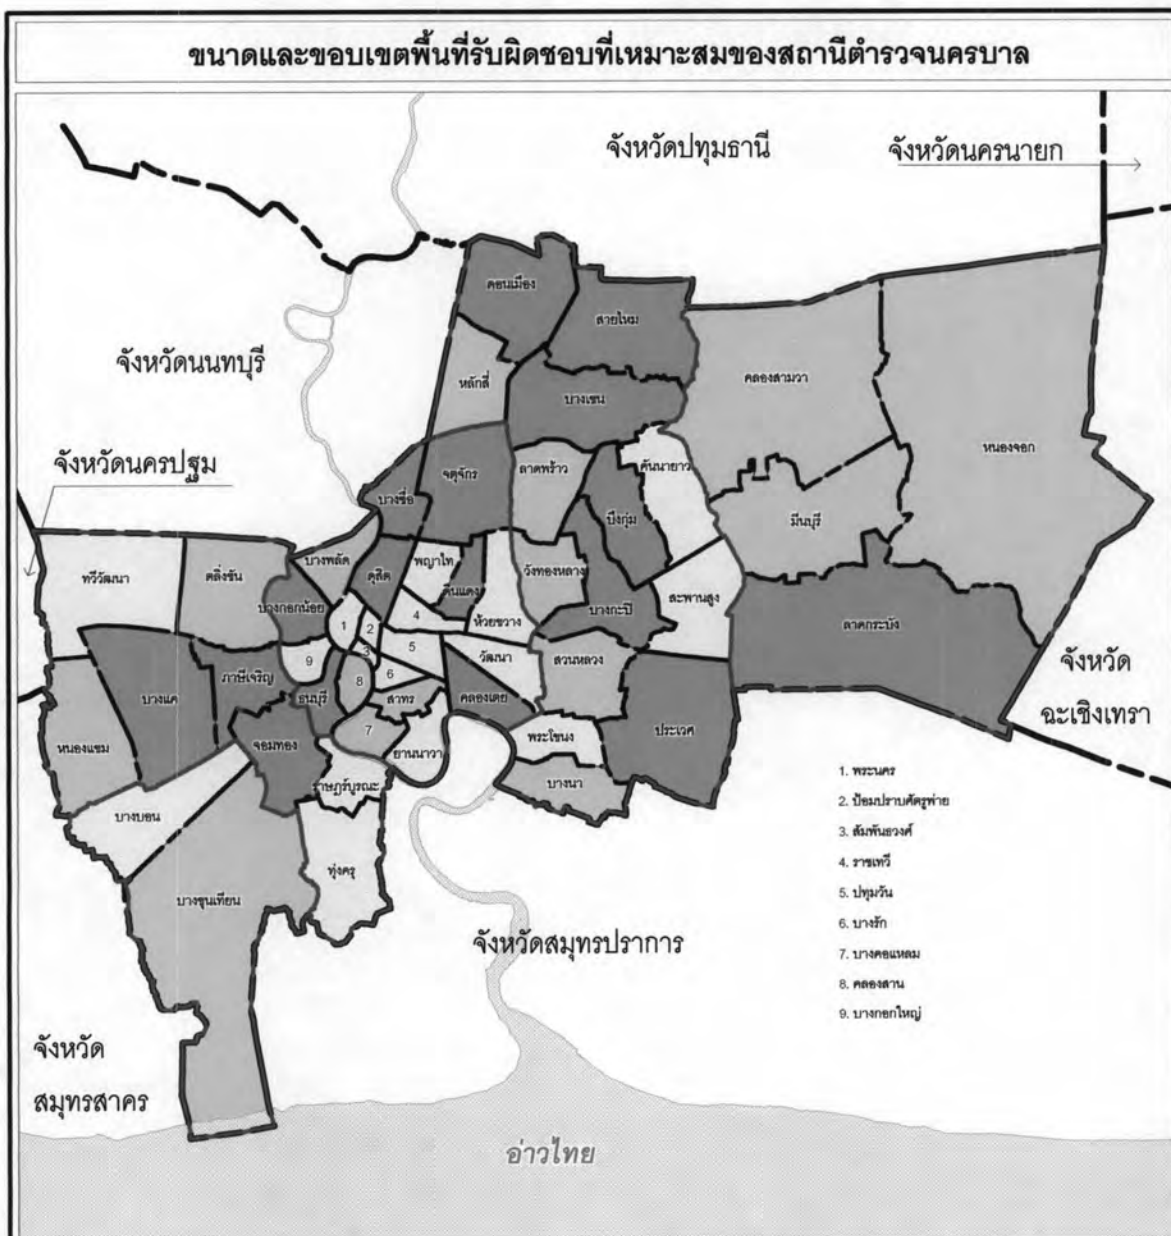 ขนาดและขอบเขตพื้นที่รับผิดชอบที่เหมาะสมของสถานีตำรวจนครบาล
จังหวัดปทุมธานี
จังหวัดนครนายก
จังหวัดนนทบุรี
จังหวัดนครปฐม
ดอนเมือง
สายไหม
หลักสี่
บางเขน
คลองสามวา
หนองจอก
จตุจักร
ลาดพร้าว
คันนายาว
บางซื่อ
บึงกุ่ม
มีนบุรี
บางพลัด
ดุสิต
พญาไท
ดินแดง
วังทองหลาง
ทวีวัฒนา
ตลิ่งชัน
บางกอกน้อย
ห้วยขวาง
บางกะปิ
สะพานสูง
ลาดกระบัง
1
2
3
4
5
6
7
8
9
วัฒนา
สวนหลวง
ภาษีเจริญ
บางแค
ธนบุรี
สาทร
คลองเตย
ประเวศ
หนองแขม
จอมทอง
ยานนาวา
พระโขนง
ราษฎร์บูรณะ
บางนา
บางบอน
ทุ่งครุ
บางขุนเทียน
จังหวัด
ฉะเชิงเทรา
1. พระนคร
2. ป้อมปราบศัตรูพ่าย
3. สัมพันธวงศ์
4. ราชเทวี
5. ปทุมวัน
6. บางรัก
7. บางคอแหลม
8. คลองสาน
9. บางกอกใหญ่
จังหวัดสมุทรปราการ
จังหวัด
สมุทรสาคร
อ่าวไทย